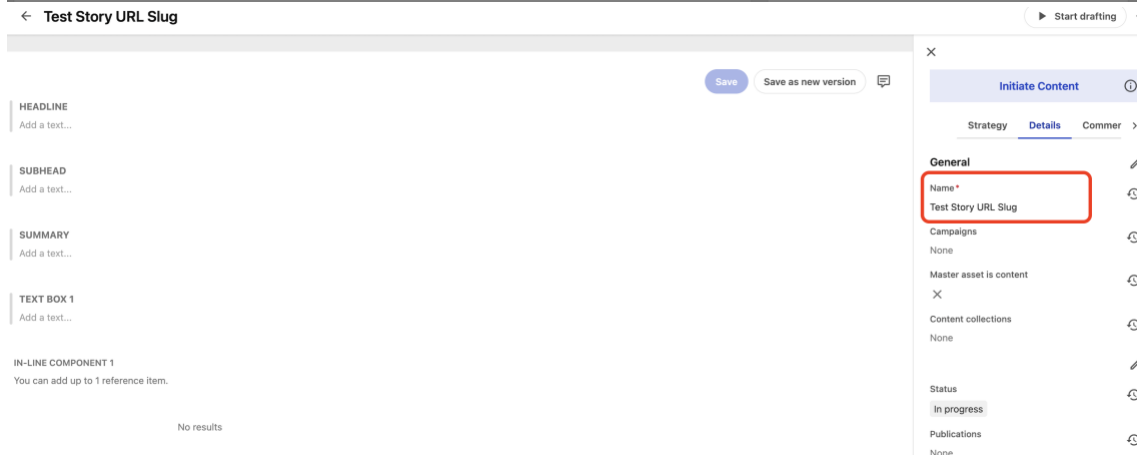 Test Story URL Slug
Start drafting
Save
Save as new version
HEADLINE
Add a text...
SUBHEAD
Add a text...
SUMMARY
Add a text...
TEXT BOX 1
Add a text...
IN-LINE COMPONENT 1
You can add up to 1 reference item.
No results
Initiate Content
Strategy
Details
Commer
General
Name*
Test Story URL Slug
Campaigns
None
Master asset is content
Content collections
None
Status
In progress
Publications
None